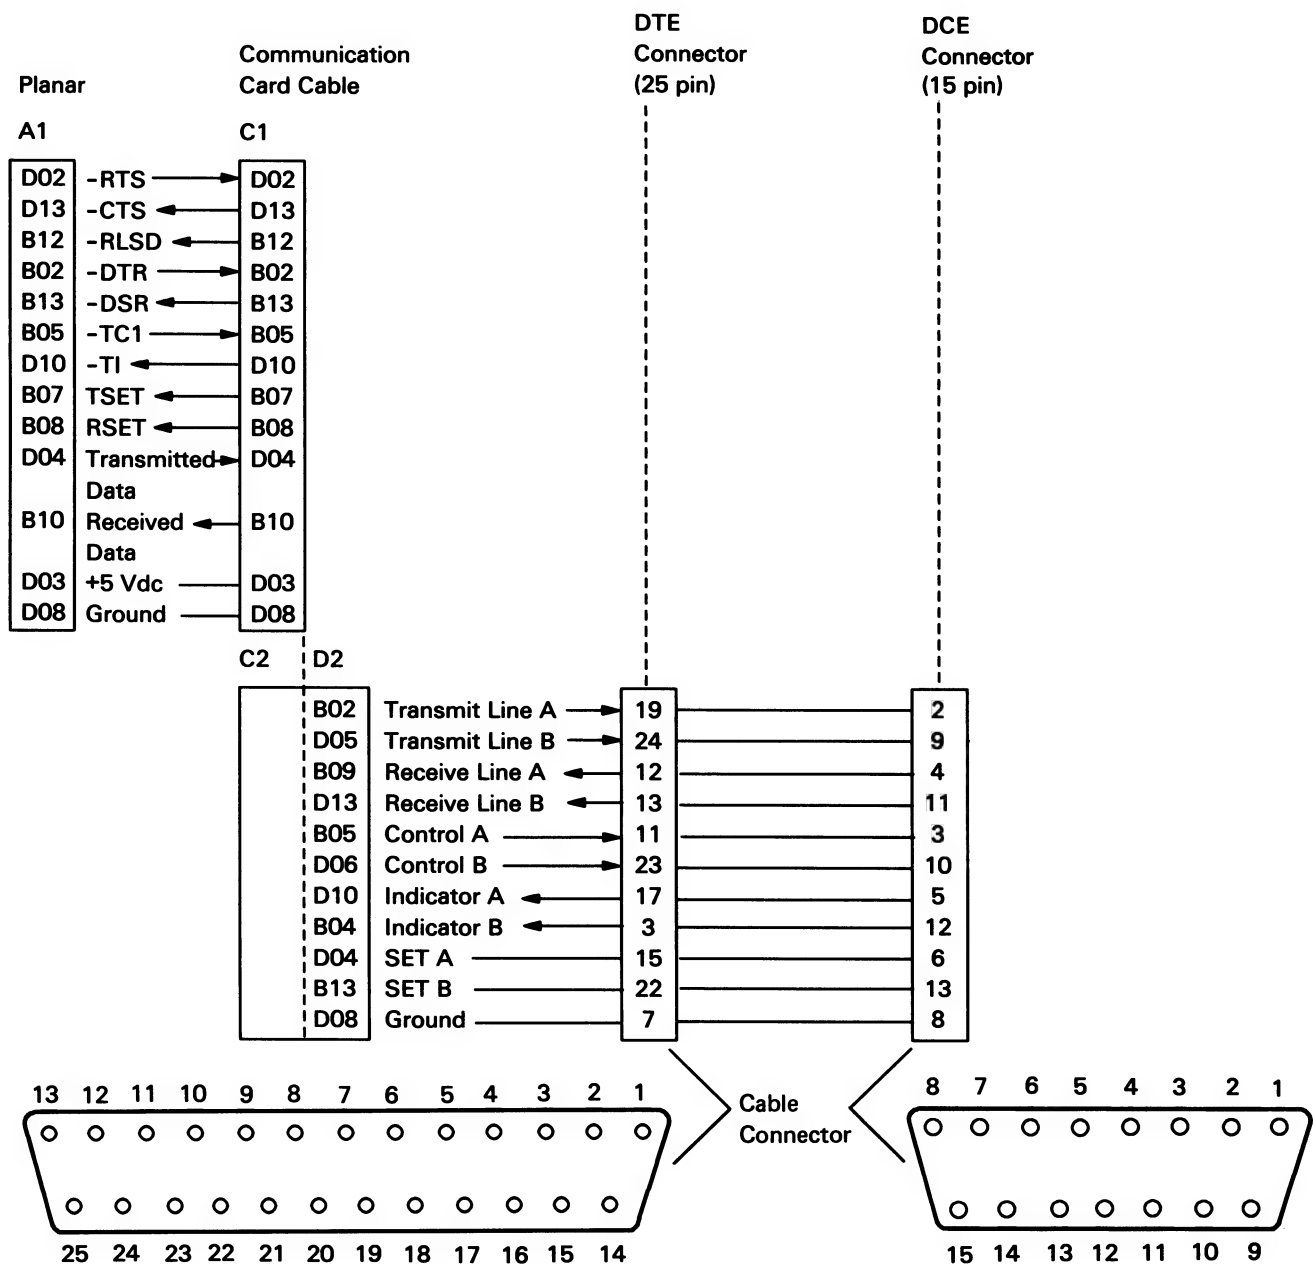 DTE
Connector
(25 pin)
DCE
Connector
(15 pin)
Communication
Card Cable
Planar
A1 C1
D02 -RTS D02
D13 -CTS D13
B12 -RLSD B12
B02 -DTR B02
B13 -DSR B13
B05 -TC1 B05
D10 -TI D10
B07 TSET B07
B08 RSET B08
D04 Transmitted D04
Data
B10 Received B10
Data
D03 +5 Vdc D03
D08 Ground D08
C2 D2
B02 Transmit Line A 19 2
D05 Transmit Line B 24 9
B09 Receive Line A 12 4
D13 Receive Line B 13 11
B05 Control A 11 3
D06 Control B 23 10
D10 Indicator A 17 5
B04 Indicator B 3 12
D04 SET A 15 6
B13 SET B 22 13
D08 Ground 7 8
13 12 11 10 9 8 7 6 5 4 3 2 1
25 24 23 22 21 20 19 18 17 16 15 14
Cable
Connector
8 7 6 5 4 3 2 1
15 14 13 12 11 10 9